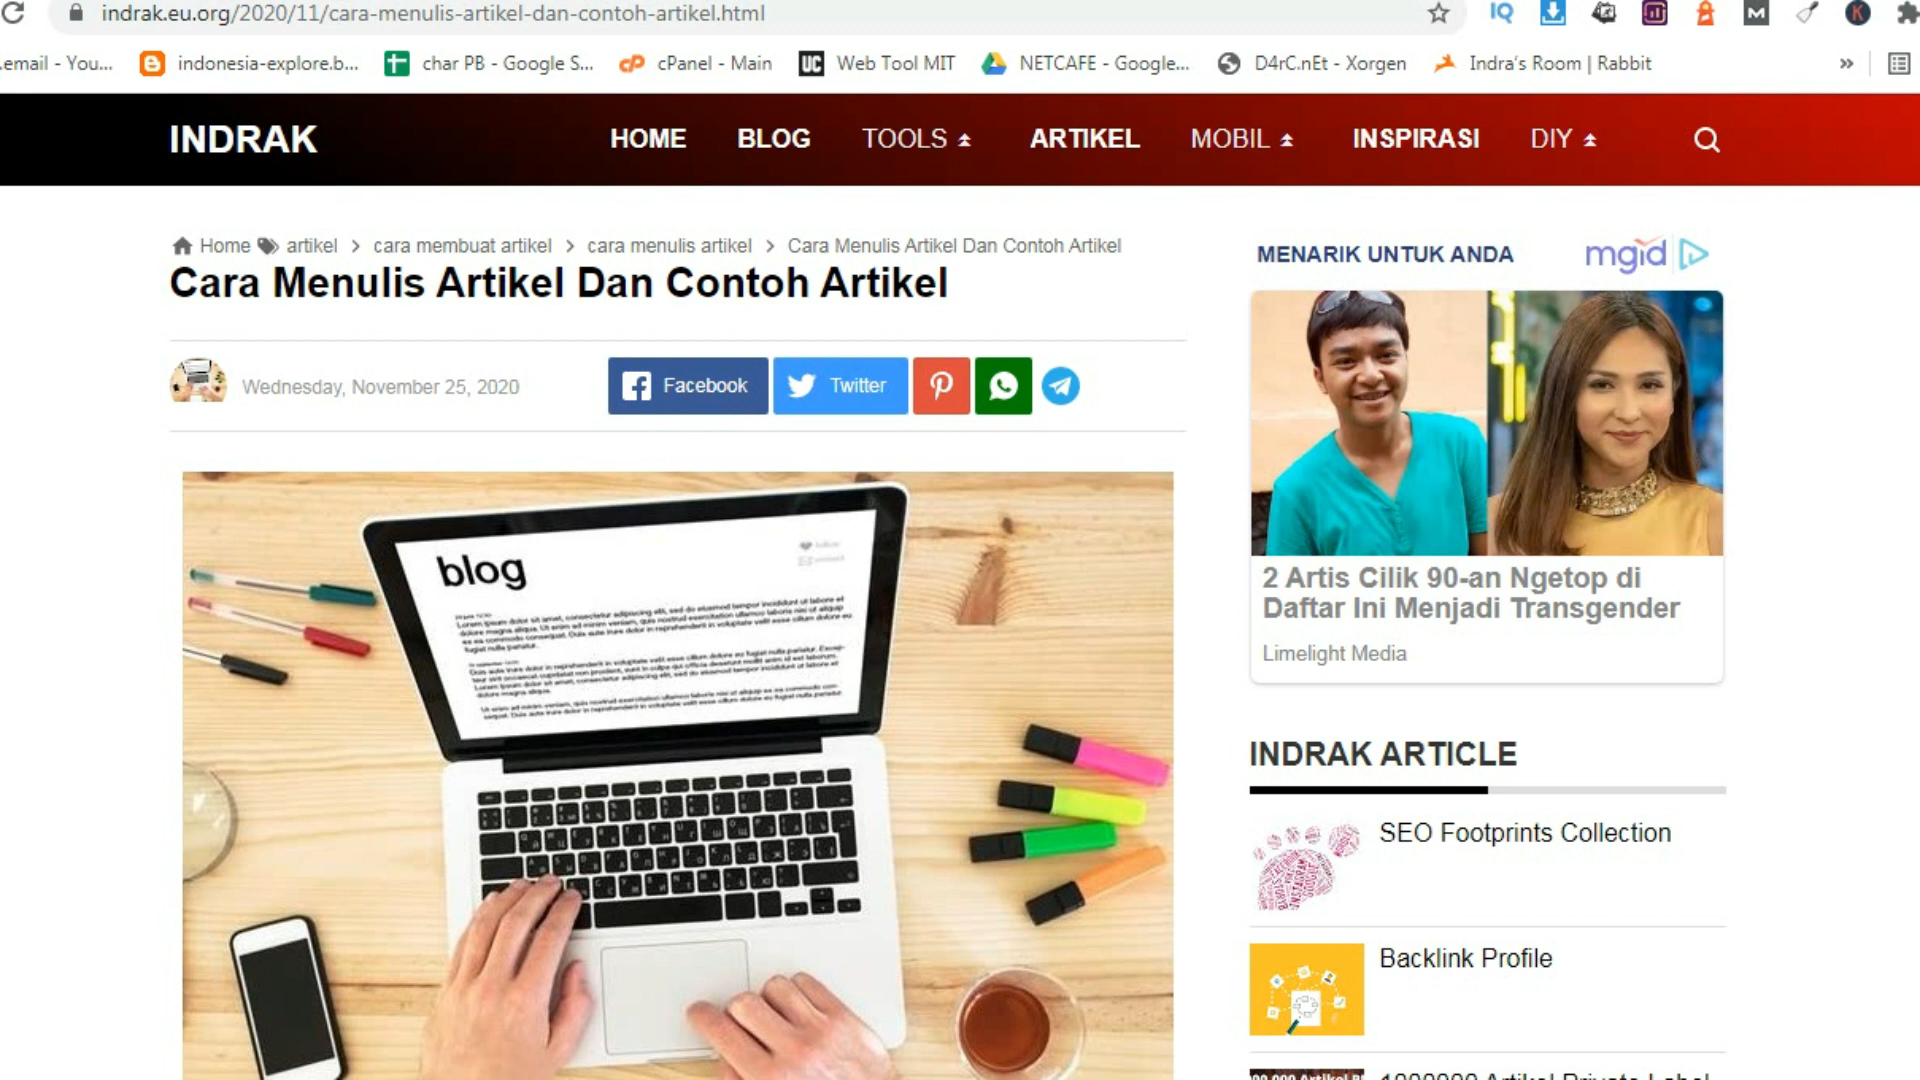 indrak.eu.org/2020/11/cara-menulis-artikel-dan-contoh-artikel.html
IQ
M
K
.email - You...
indonesia-explore.b...
char PB - Google S...
cP
cPanel - Main
UC
Web Tool MIT
NETCAFE - Google...
D4rC.nEt - Xorgen
Indra's Room | Rabbit
»
INDRAK
HOME
BLOG
TOOLS
ARTIKEL
MOBIL
INSPIRASI
DIY
Home artikel > cara membuat artikel > cara menulis artikel > Cara Menulis Artikel Dan Contoh Artikel
Cara Menulis Artikel Dan Contoh Artikel
Wednesday, November 25, 2020
Facebook
Twitter
blog
MENARIK UNTUK ANDA
mgid
2 Artis Cilik 90-an Ngetop di
Daftar Ini Menjadi Transgender
Limelight Media
INDRAK ARTICLE
SEO Footprints Collection
Backlink Profile